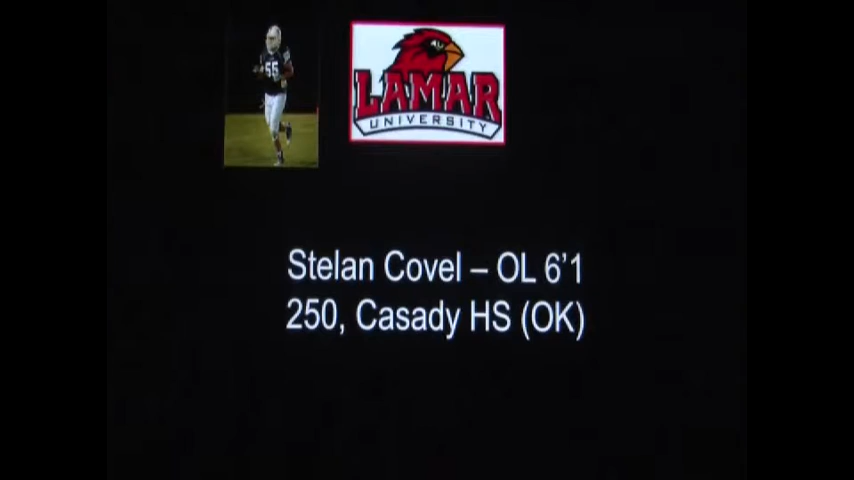 55
LAMAR
UNIVERSITY
Stelan Covel – OL 6’1
250, Casady HS (OK)